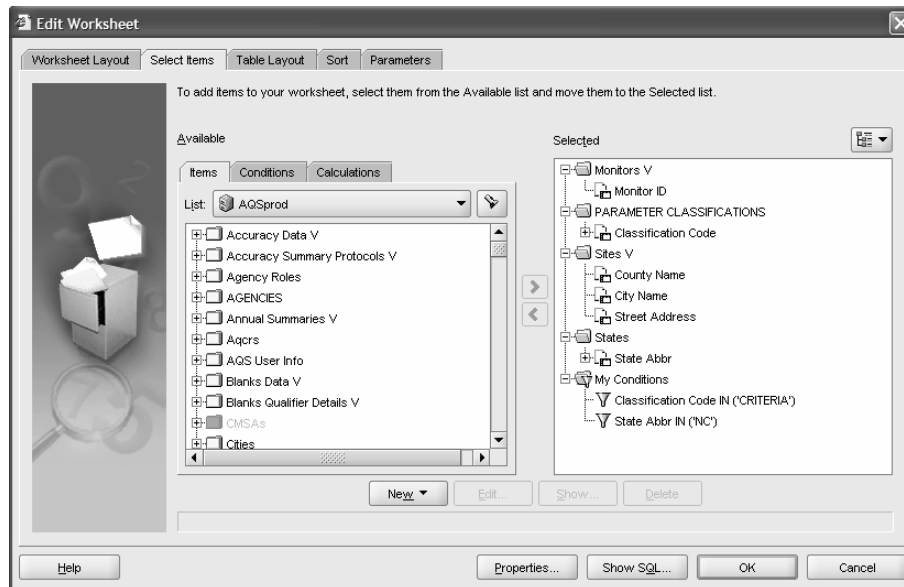 Edit Worksheet
Worksheet Layout Select Items Table Layout Sort Parameters
To add items to your worksheet, select them from the Available list and move them to the Selected list.
Available
Selected
Items Conditions Calculations
List: AQSprod
Accuracy Data V
Accuracy Summary Protocols V
Agency Roles
AGENCIES
Annual Summaries V
Aqcrs
AQS User Info
Blanks Data V
Blanks Qualifier Details V
CMSAs
Cities
Monitors V
Monitor ID
PARAMETER CLASSIFICATIONS
Classification Code
Sites V
County Name
City Name
Street Address
States
State Abbr
My Conditions
Classification Code IN ('CRITERIA')
State Abbr IN ('NC')
New Edit... Show... Delete
Help Properties... Show SQL... OK Cancel